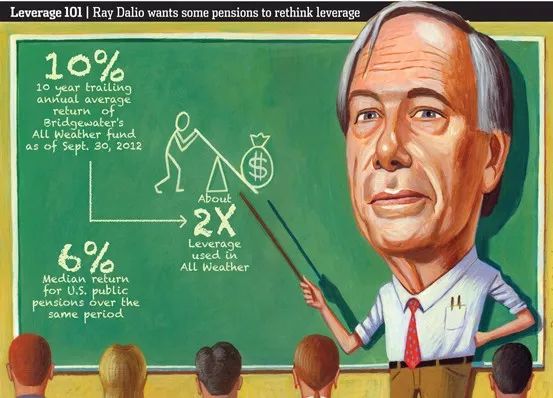 Leverage 101 | Ray Dalio wants some pensions to rethink leverage
10%
10 year trailing
annual average
return of
Bridgewater's
All Weather fund
as of Sept. 30, 2012
$
About
2X
Leverage
used in
All Weather
6%
Median return
for U.S. public
pensions over the
same period